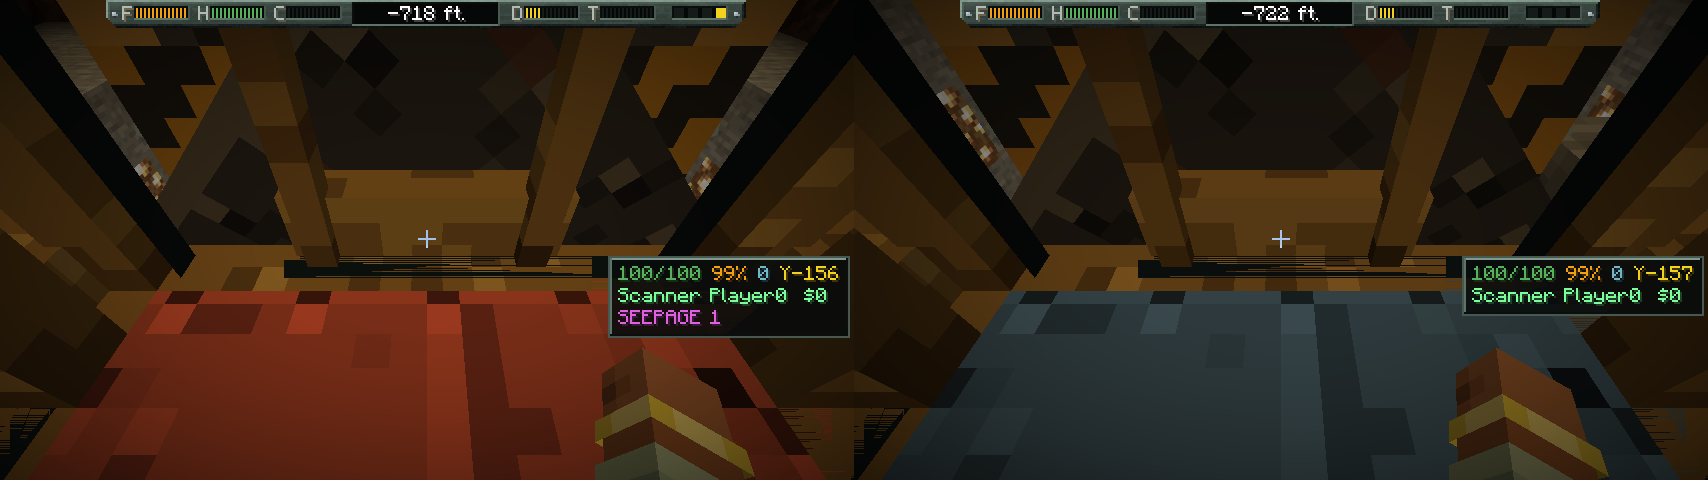 F H C -718 ft. D T
100/100 99% 0 Y-156
Scanner Player0 $0
SEEPAGE 1
F H C -722 ft. D T
100/100 99% 0 Y-157
Scanner Player0 $0